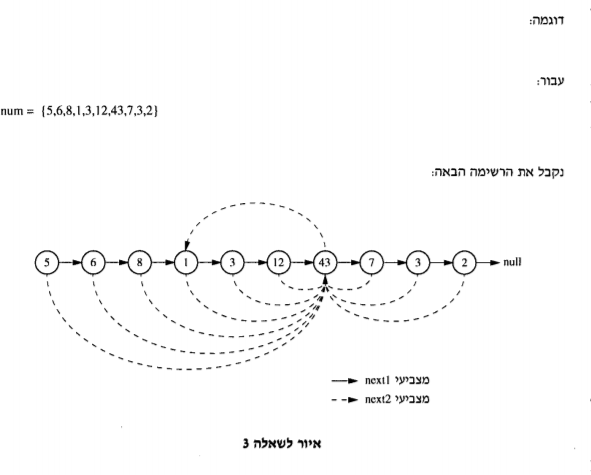 דוגמה:
עבור:
num = {5,6,8,1,3,12,43,7,3,2}
נקבל את הרשימה הבאה:
5 6 8 1 3 12 43 7 3 2 null
מצביעי next1
מצביעי next2
איור לשאלה 3